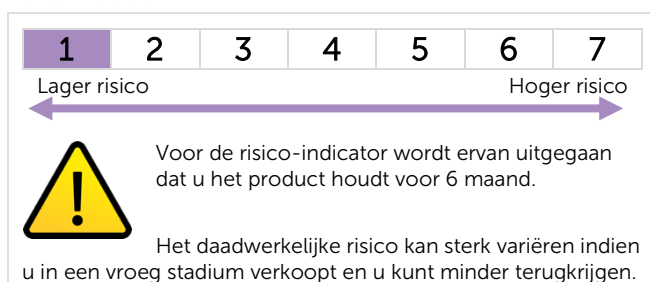 1 2 3 4 5 6 7
Lager risico Hoger risico
Voor de risico-indicator wordt ervan uitgegaan
dat u het product houdt voor 6 maand.
Het daadwerkelijke risico kan sterk variëren indien
u in een vroeg stadium verkoopt en u kunt minder terugkrijgen.